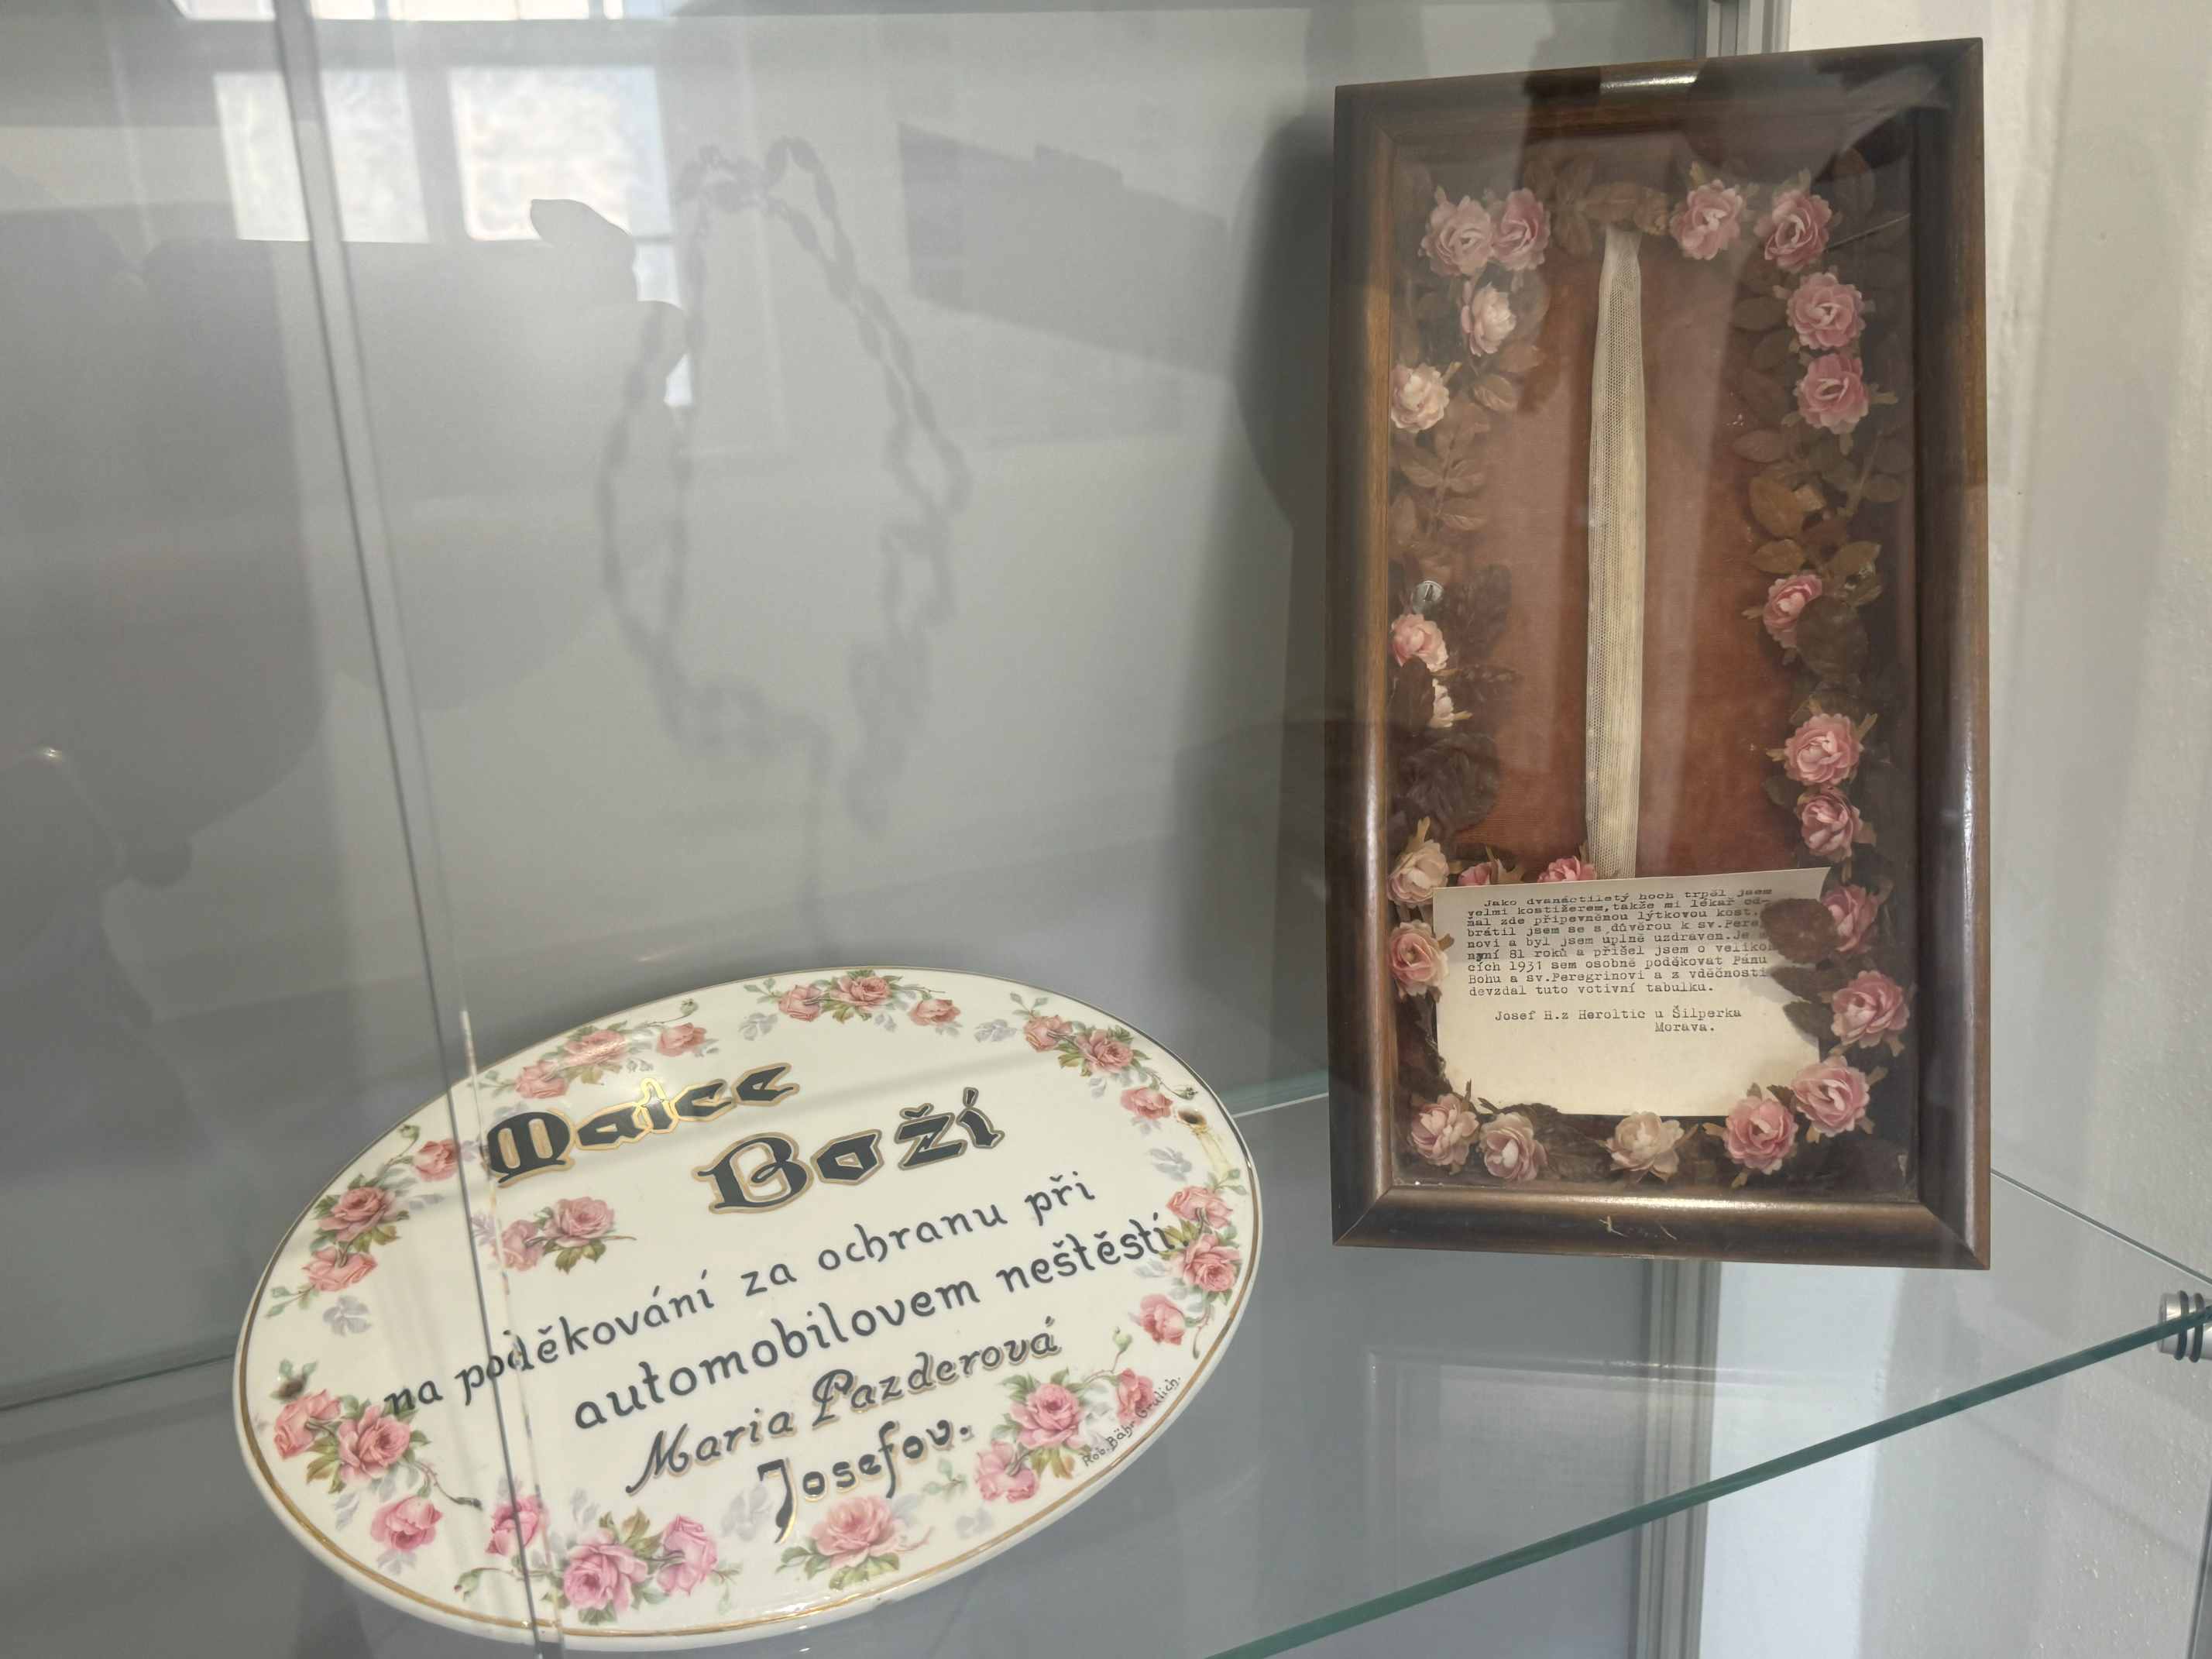 Matce
Boží
na poděkování za ochranu při
automobilovem neštěstí
Maria Pazderová
Josefov.
Rob. Bähr Grulich.
Jako dvanáctiletý hoch trpěl jsem
velmi kostižerem, takže mi lékař od-
ňal zde připevněnou lýtkovou kost.
brátil jsem se s důvěrou k sv.Pere
novi a byl jsem úplně uzdraven.Je
nyní 81 roků a přišel jsem o veliko
cích 1931 sem osobně poděkovat Pánu
Bohu a sv.Peregrinovi a z vděčnosti
devzdal tuto votivní tabulku.
Josef H.z Heroltic u Šilperka
Morava.